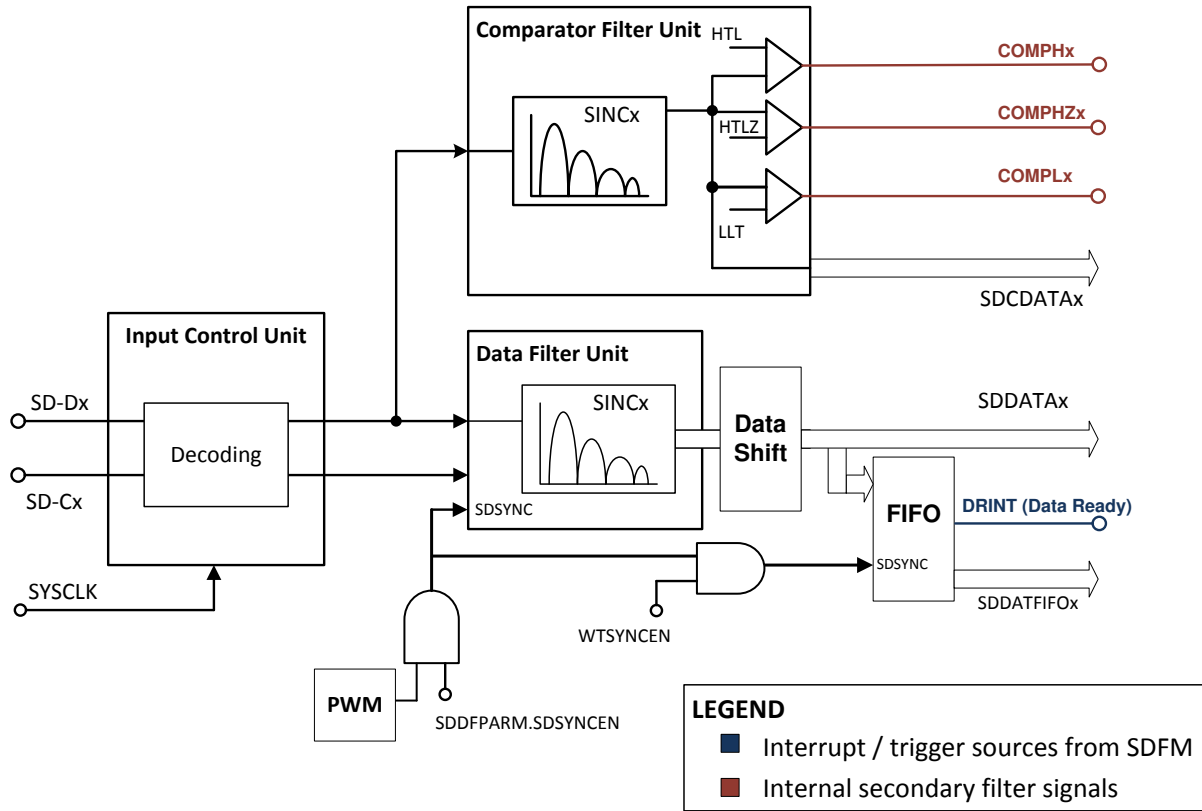 Comparator Filter Unit
HTL
COMPHx
SINCx
HTLZ
COMPHZx
COMPLx
LLT
SDCDATAx
Input Control Unit
Data Filter Unit
SD-Dx
SINCx
SDDATAx
Decoding
Data
Shift
SD-Cx
SDSYNC
FIFO
DRINT (Data Ready)
SDSYNC
SYSCLK
SDDATFIFOx
WTSYNCEN
PWM
SDDFPARM.SDSYNCEN
LEGEND
Interrupt / trigger sources from SDFM
Internal secondary filter signals